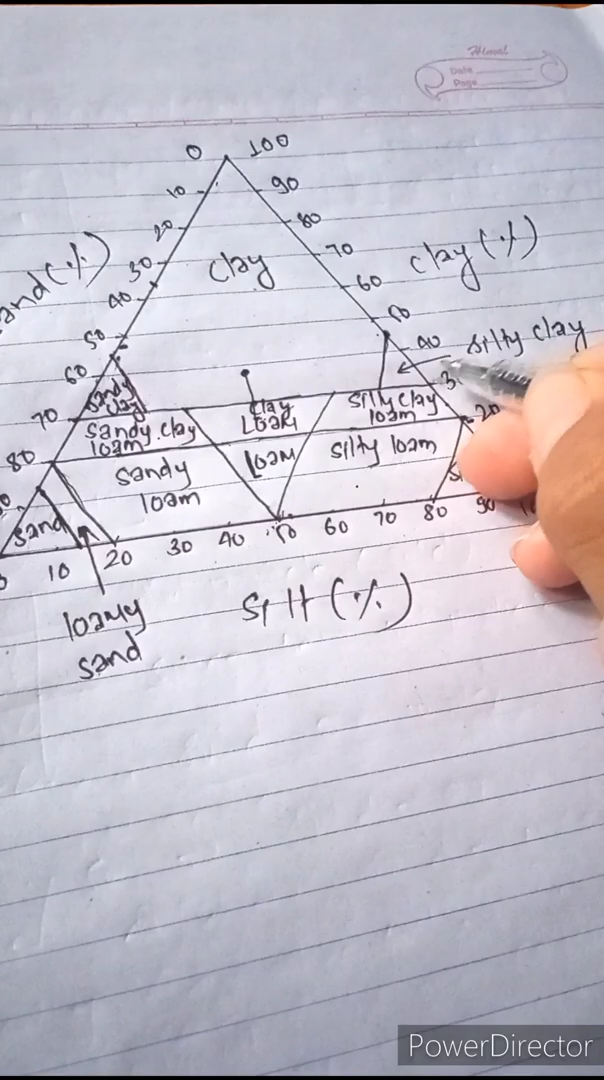 Date
Page
0 100
10 90
20 80
30 70
40 60
50
60 40
70 20
80
clay
clay (%)
silty clay
sandy
clay
clay
loam
silty clay
loam
sandy clay
loam
loam
silty loam
sandy
loam
sand
10 20 30 40 50 60 70 80 90
loamy
sand
silt (%)
PowerDirector